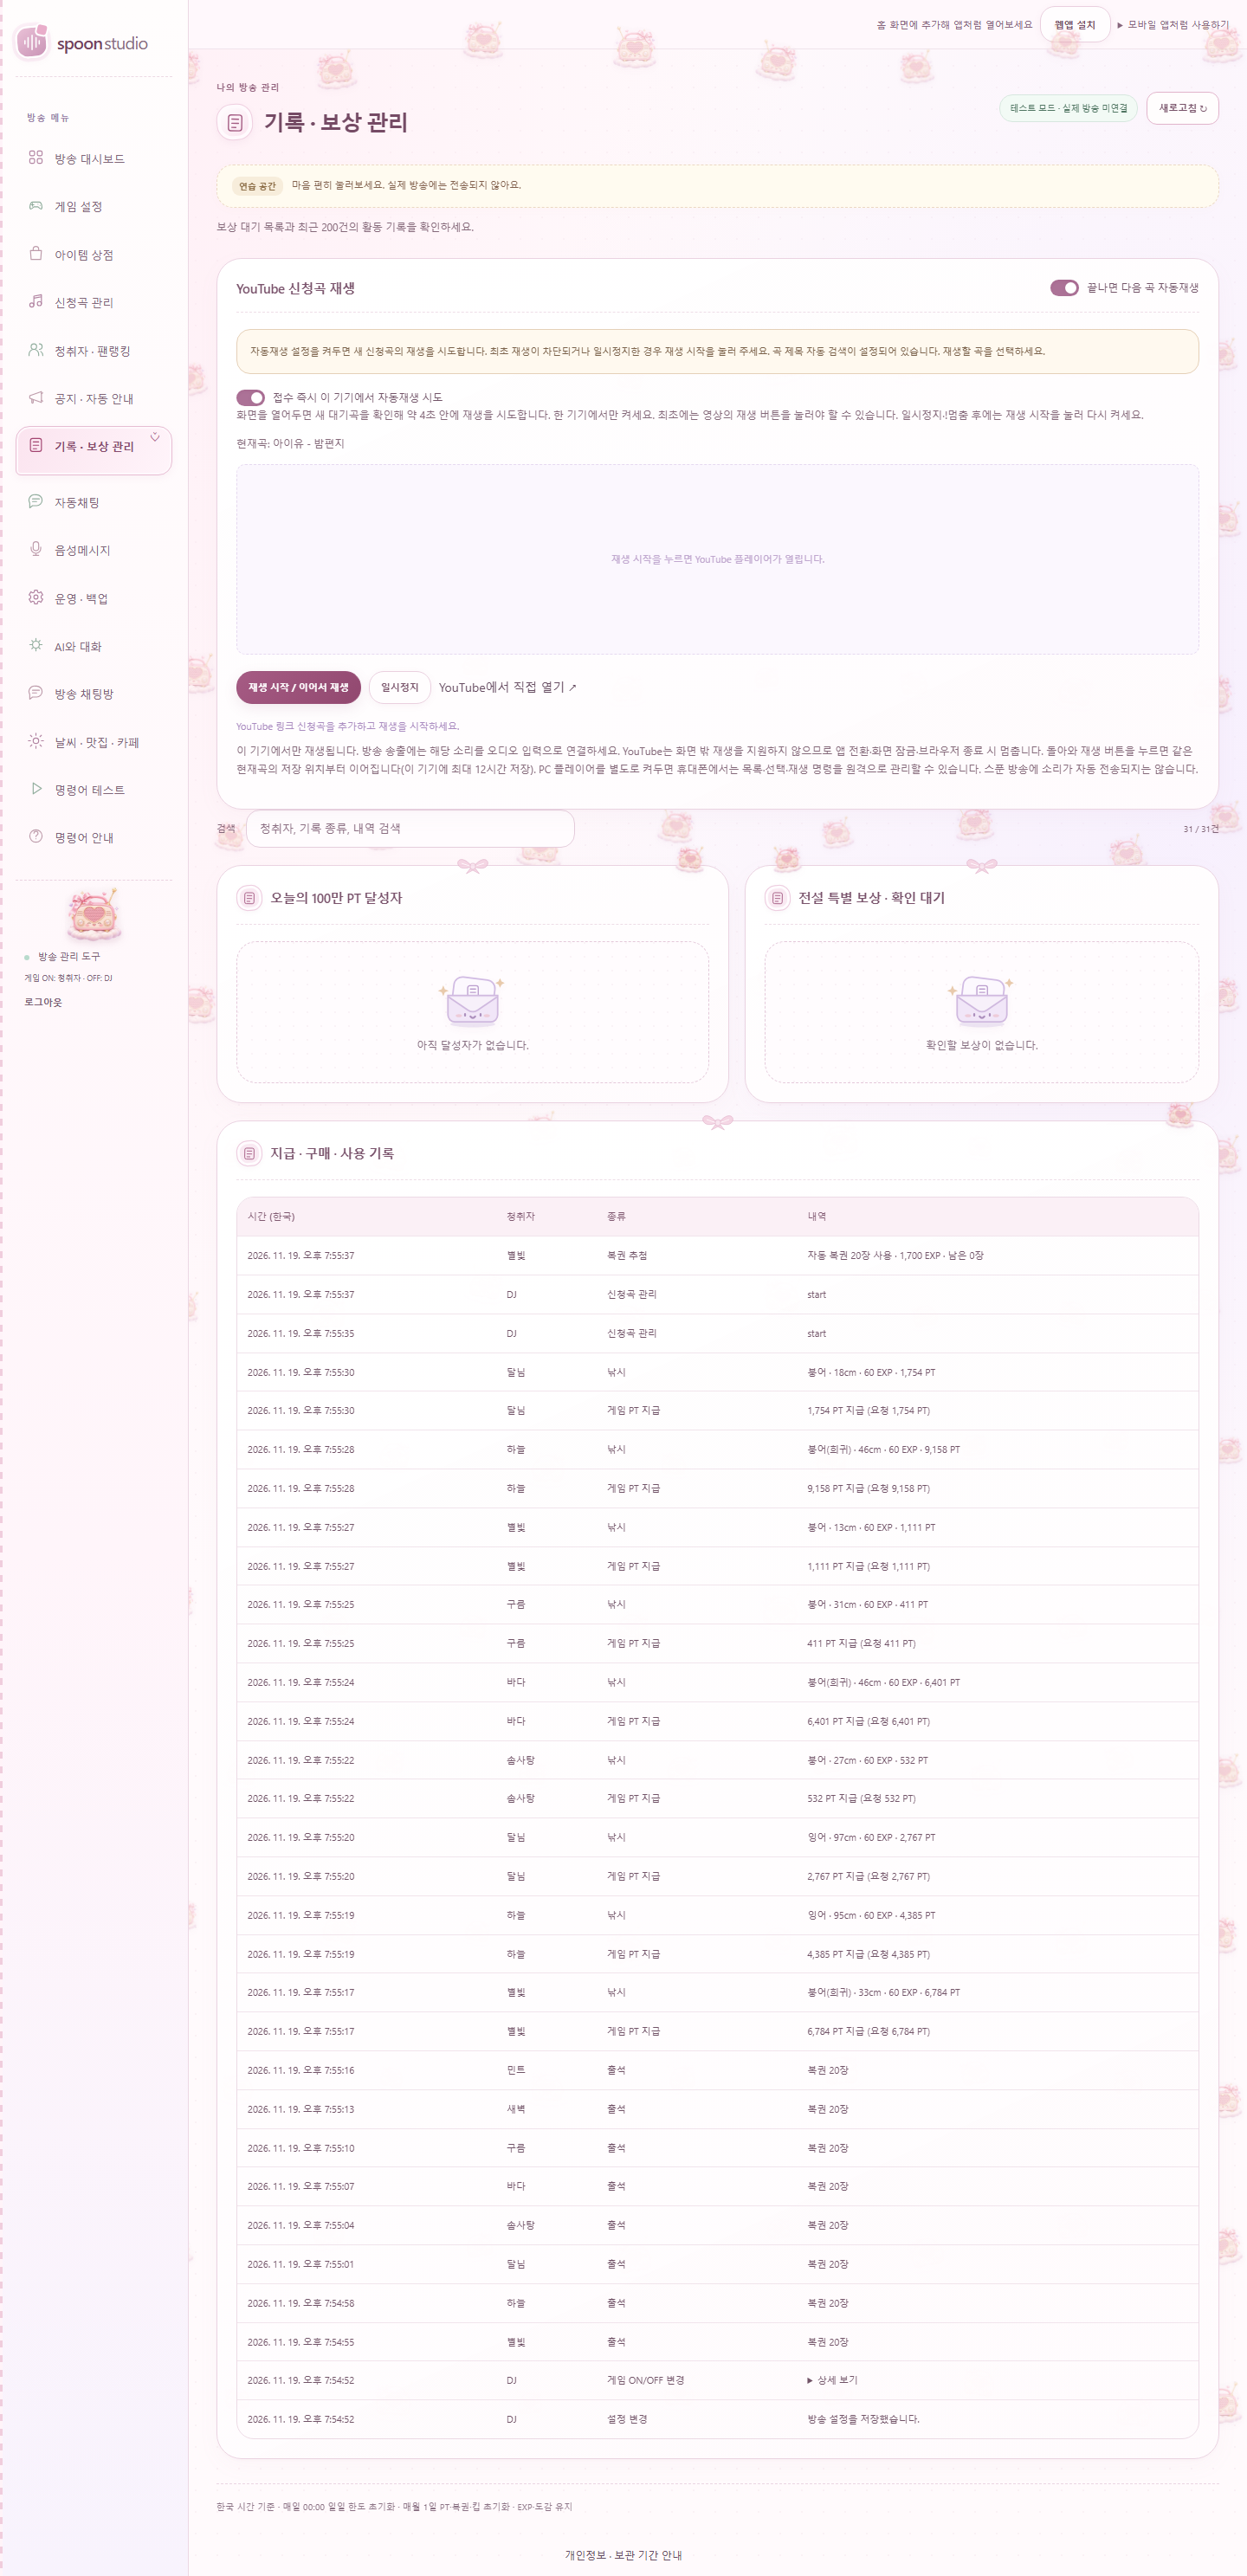 spoon studio
방송 메뉴
방송 대시보드
게임 설정
아이템 상점
신청곡 관리
청취자 · 팬랭킹
공지 · 자동 안내
기록 · 보상 관리
자동채팅
음성메시지
운영 · 백업
AI와 대화
방송 채팅방
날씨 · 맛집 · 카페
명령어 테스트
명령어 안내
방송 관리 도구
게임 ON: 청취자 · OFF: DJ
로그아웃
홈 화면에 추가해 앱처럼 열어보세요 웹앱 설치 ▶ 모바일 앱처럼 사용하기
나의 방송 관리
기록 · 보상 관리
테스트 모드 · 실제 방송 미연결 새로고침 ↻
연습 공간 마음 편히 눌러보세요. 실제 방송에는 전송되지 않아요.
보상 대기 목록과 최근 200건의 활동 기록을 확인하세요.
YouTube 신청곡 재생 끝나면 다음 곡 자동재생
자동재생 설정을 켜두면 새 신청곡의 재생을 시도합니다. 최초 재생이 차단되거나 일시정지한 경우 재생 시작을 눌러 주세요. 곡 제목 자동 검색이 설정되어 있습니다. 재생할 곡을 선택하세요.
접수 즉시 이 기기에서 자동재생 시도
화면을 열어두면 새 대기곡을 확인해 약 4초 안에 재생을 시도합니다. 한 기기에서만 켜세요. 최초에는 영상의 재생 버튼을 눌러야 할 수 있습니다. 일시정지·!멈춤 후에는 재생 시작을 눌러 다시 켜세요.
현재곡: 아이유 - 밤편지
재생 시작을 누르면 YouTube 플레이어가 열립니다.
재생 시작 / 이어서 재생 일시정지 YouTube에서 직접 열기 ↗
YouTube 링크 신청곡을 추가하고 재생을 시작하세요.
이 기기에서만 재생됩니다. 방송 송출에는 해당 소리를 오디오 입력으로 연결하세요. YouTube는 화면 밖 재생을 지원하지 않으므로 앱 전환·화면 잠금·브라우저 종료 시 멈춥니다. 돌아와 재생 버튼을 누르면 같은
현재곡의 저장 위치부터 이어집니다(이 기기에 최대 12시간 저장). PC 플레이어를 별도로 켜두면 휴대폰에서는 목록·선택·재생 명령을 원격으로 관리할 수 있습니다. 스푼 방송에 소리가 자동 전송되지는 않습니다.
검색 청취자, 기록 종류, 내역 검색 31 / 31건
오늘의 100만 PT 달성자
아직 달성자가 없습니다.
전설 특별 보상 · 확인 대기
확인할 보상이 없습니다.
지급 · 구매 · 사용 기록
시간 (한국) 청취자 종류 내역
2026. 11. 19. 오후 7:55:37 별빛 복권 추첨 자동 복권 20장 사용 · 1,700 EXP · 남은 0장
2026. 11. 19. 오후 7:55:37 DJ 신청곡 관리 start
2026. 11. 19. 오후 7:55:35 DJ 신청곡 관리 start
2026. 11. 19. 오후 7:55:30 달님 낚시 붕어 · 18cm · 60 EXP · 1,754 PT
2026. 11. 19. 오후 7:55:30 달님 게임 PT 지급 1,754 PT 지급 (요청 1,754 PT)
2026. 11. 19. 오후 7:55:28 하늘 낚시 붕어(희귀) · 46cm · 60 EXP · 9,158 PT
2026. 11. 19. 오후 7:55:28 하늘 게임 PT 지급 9,158 PT 지급 (요청 9,158 PT)
2026. 11. 19. 오후 7:55:27 별빛 낚시 붕어 · 13cm · 60 EXP · 1,111 PT
2026. 11. 19. 오후 7:55:27 별빛 게임 PT 지급 1,111 PT 지급 (요청 1,111 PT)
2026. 11. 19. 오후 7:55:25 구름 낚시 붕어 · 31cm · 60 EXP · 411 PT
2026. 11. 19. 오후 7:55:25 구름 게임 PT 지급 411 PT 지급 (요청 411 PT)
2026. 11. 19. 오후 7:55:24 바다 낚시 붕어(희귀) · 46cm · 60 EXP · 6,401 PT
2026. 11. 19. 오후 7:55:24 바다 게임 PT 지급 6,401 PT 지급 (요청 6,401 PT)
2026. 11. 19. 오후 7:55:22 솜사탕 낚시 붕어 · 27cm · 60 EXP · 532 PT
2026. 11. 19. 오후 7:55:22 솜사탕 게임 PT 지급 532 PT 지급 (요청 532 PT)
2026. 11. 19. 오후 7:55:20 달님 낚시 잉어 · 97cm · 60 EXP · 2,767 PT
2026. 11. 19. 오후 7:55:20 달님 게임 PT 지급 2,767 PT 지급 (요청 2,767 PT)
2026. 11. 19. 오후 7:55:19 하늘 낚시 잉어 · 95cm · 60 EXP · 4,385 PT
2026. 11. 19. 오후 7:55:19 하늘 게임 PT 지급 4,385 PT 지급 (요청 4,385 PT)
2026. 11. 19. 오후 7:55:17 별빛 낚시 붕어(희귀) · 33cm · 60 EXP · 6,784 PT
2026. 11. 19. 오후 7:55:17 별빛 게임 PT 지급 6,784 PT 지급 (요청 6,784 PT)
2026. 11. 19. 오후 7:55:16 민트 출석 복권 20장
2026. 11. 19. 오후 7:55:13 새벽 출석 복권 20장
2026. 11. 19. 오후 7:55:10 구름 출석 복권 20장
2026. 11. 19. 오후 7:55:07 바다 출석 복권 20장
2026. 11. 19. 오후 7:55:04 솜사탕 출석 복권 20장
2026. 11. 19. 오후 7:55:01 달님 출석 복권 20장
2026. 11. 19. 오후 7:54:58 하늘 출석 복권 20장
2026. 11. 19. 오후 7:54:55 별빛 출석 복권 20장
2026. 11. 19. 오후 7:54:52 DJ 게임 ON/OFF 변경 ▶ 상세 보기
2026. 11. 19. 오후 7:54:52 DJ 설정 변경 방송 설정을 저장했습니다.
한국 시간 기준 · 매일 00:00 일일 한도 초기화 · 매월 1일 PT·복권·킵 초기화 · EXP·도감 유지
개인정보 · 보관 기간 안내